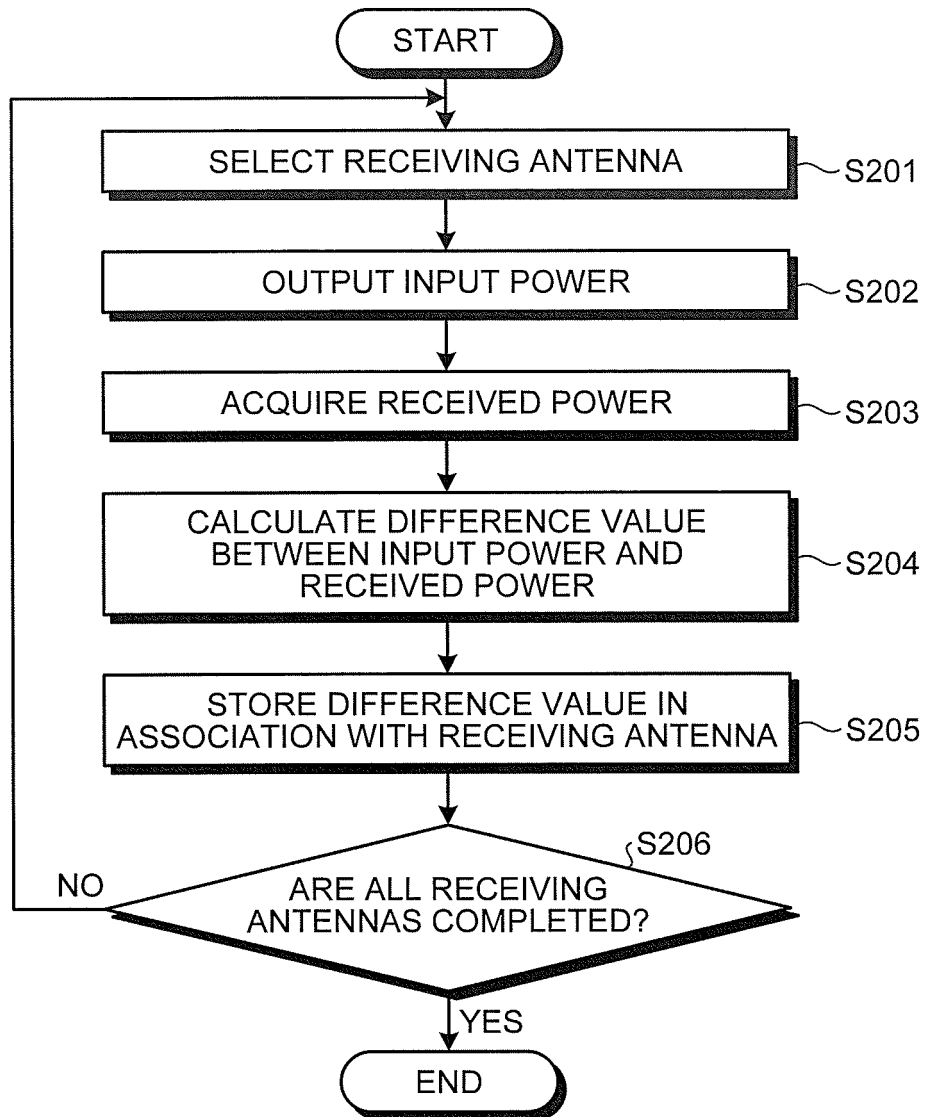 START
SELECT RECEIVING ANTENNA
S201
OUTPUT INPUT POWER
S202
ACQUIRE RECEIVED POWER
S203
CALCULATE DIFFERENCE VALUE
BETWEEN INPUT POWER AND
RECEIVED POWER
S204
STORE DIFFERENCE VALUE IN
ASSOCIATION WITH RECEIVING ANTENNA
S205
S206
NO
ARE ALL RECEIVING
ANTENNAS COMPLETED?
YES
END